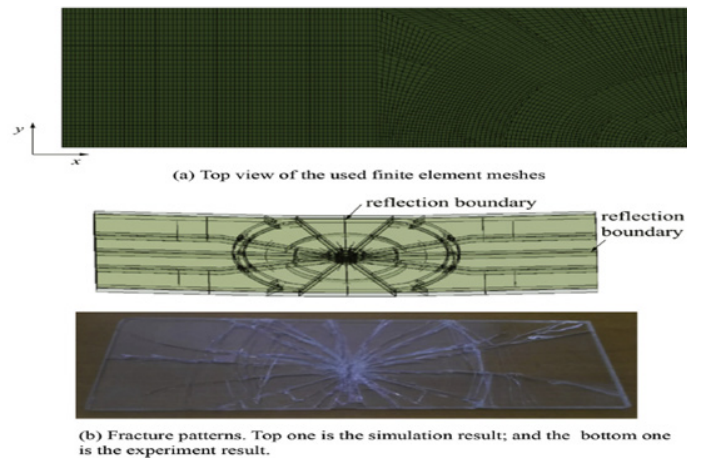 y
x
(a) Top view of the used finite element meshes
reflection boundary
reflection
boundary
(b) Fracture patterns. Top one is the simulation result; and the bottom one
is the experiment result.